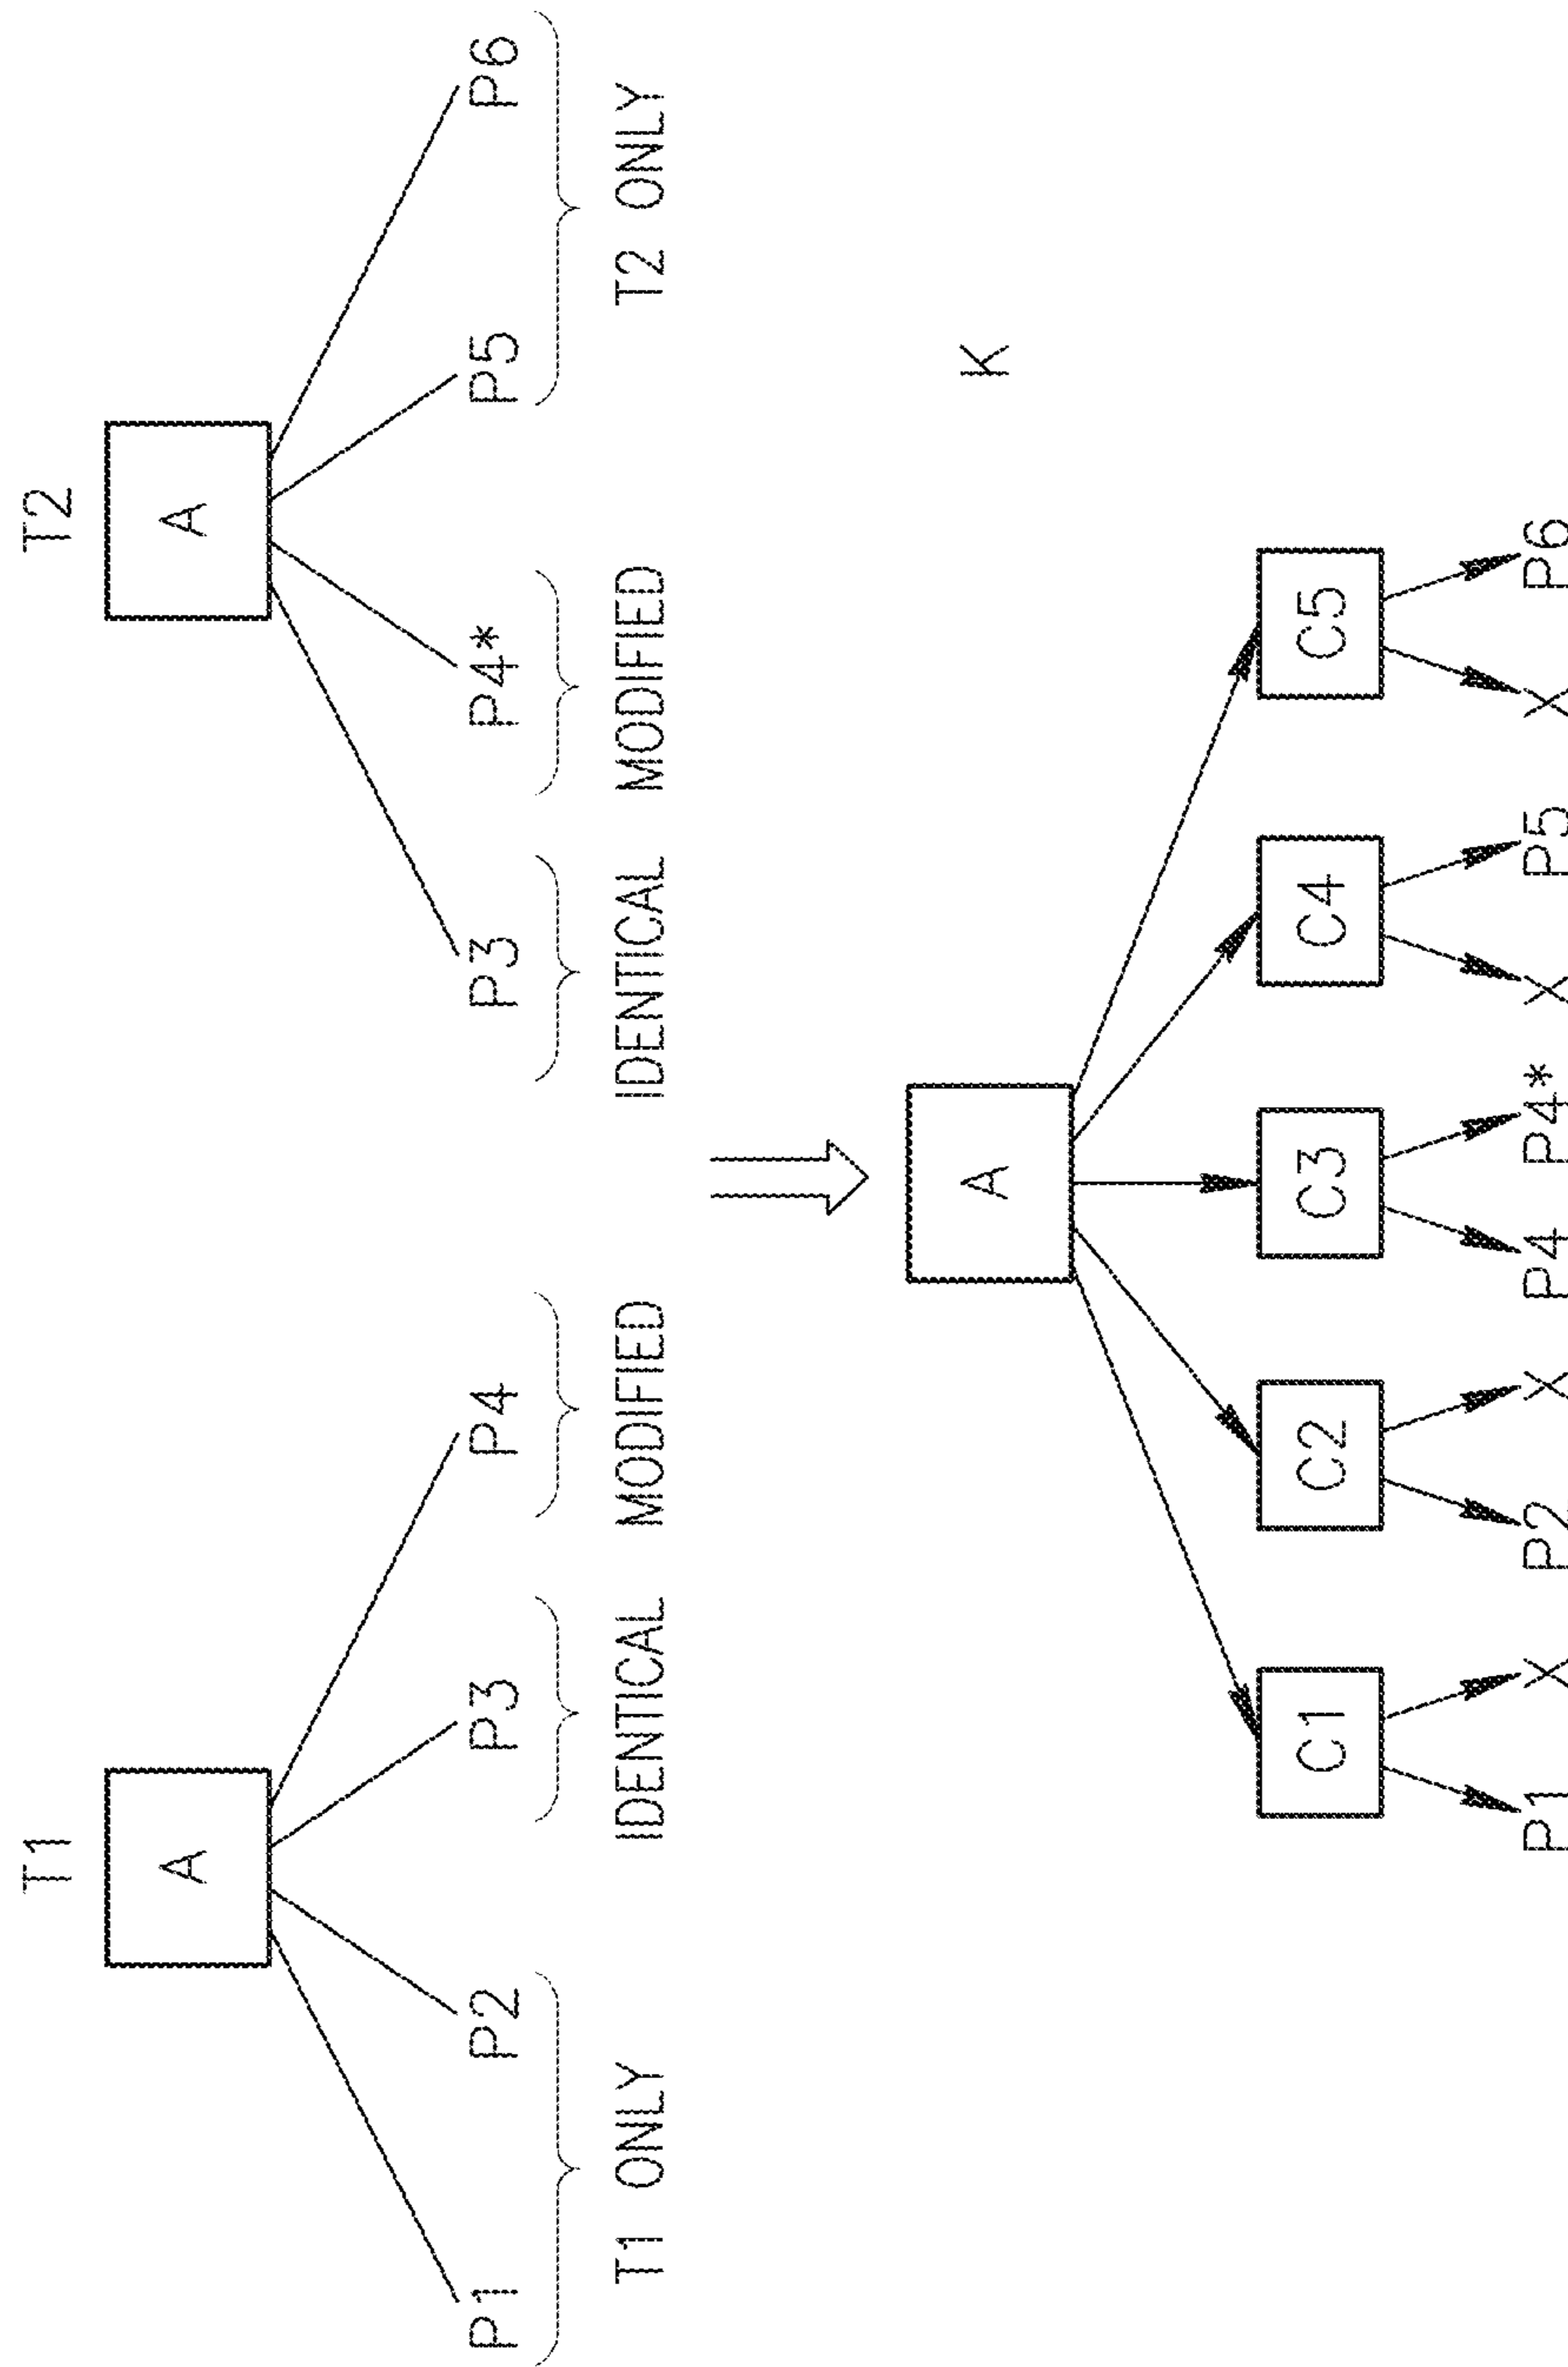 T1 T2
A A
P1 P2 P3 P4 P3 P4* P5 P6
T1 ONLY IDENTICAL MODIFIED IDENTICAL MODIFIED T2 ONLY
A K
C1 C2 C3 C4 C5
P1 X P2 X P4 P4* X P5 X P6